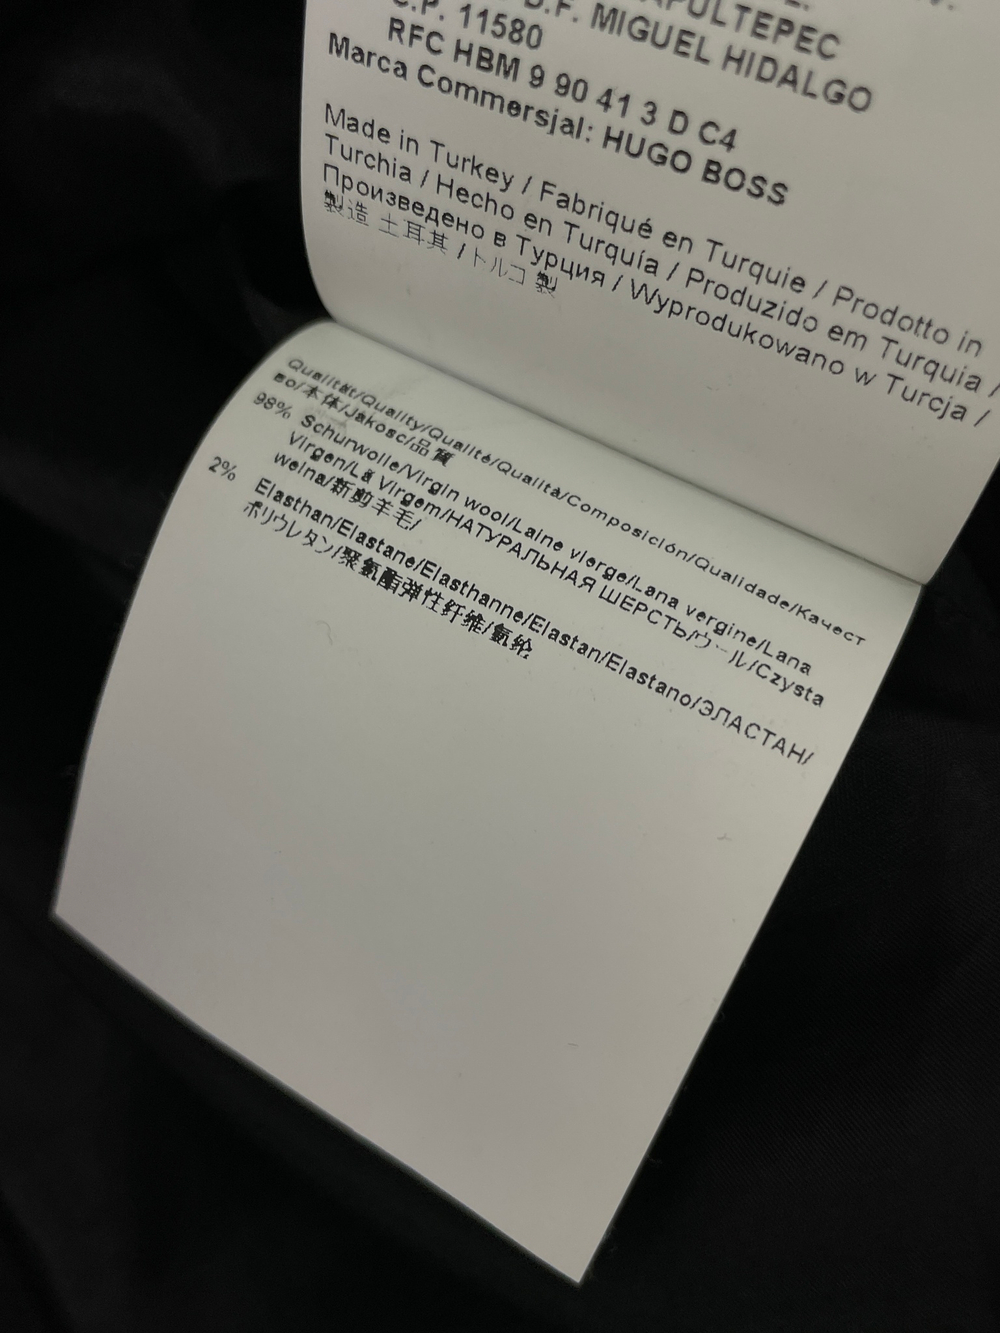 C.P. 11580 D.F. MIGUEL HIDALGO
RFC HBM 9 90 41 3 D C4
Marca Commersjal: HUGO BOSS
Made in Turkey / Fabriqué en Turquie / Prodotto in
Turchia / Hecho en Turquía / Produzido em Turquia /
Произведено в Турция / Wyprodukowano w Turcja /
製造 土耳其 /トルコ 製
Qualität/Quality/Qualité/Qualità/Composición/Qualidade/Качест
во/本体/Jakosc/品質
98% Schurwolle/Virgin wool/Laine vierge/Lana vergine/Lana
Virgen/Lã Virgem/НАТУРАЛЬНАЯ ШЕРСТЬ/ウール/Czysta
welna/新剪羊毛/
2% Elasthan/Elastane/Elasthanne/Elastan/Elastano/ЭЛАСТАН/
ポリウレタン/聚氨酯弹性纤维/氨纶